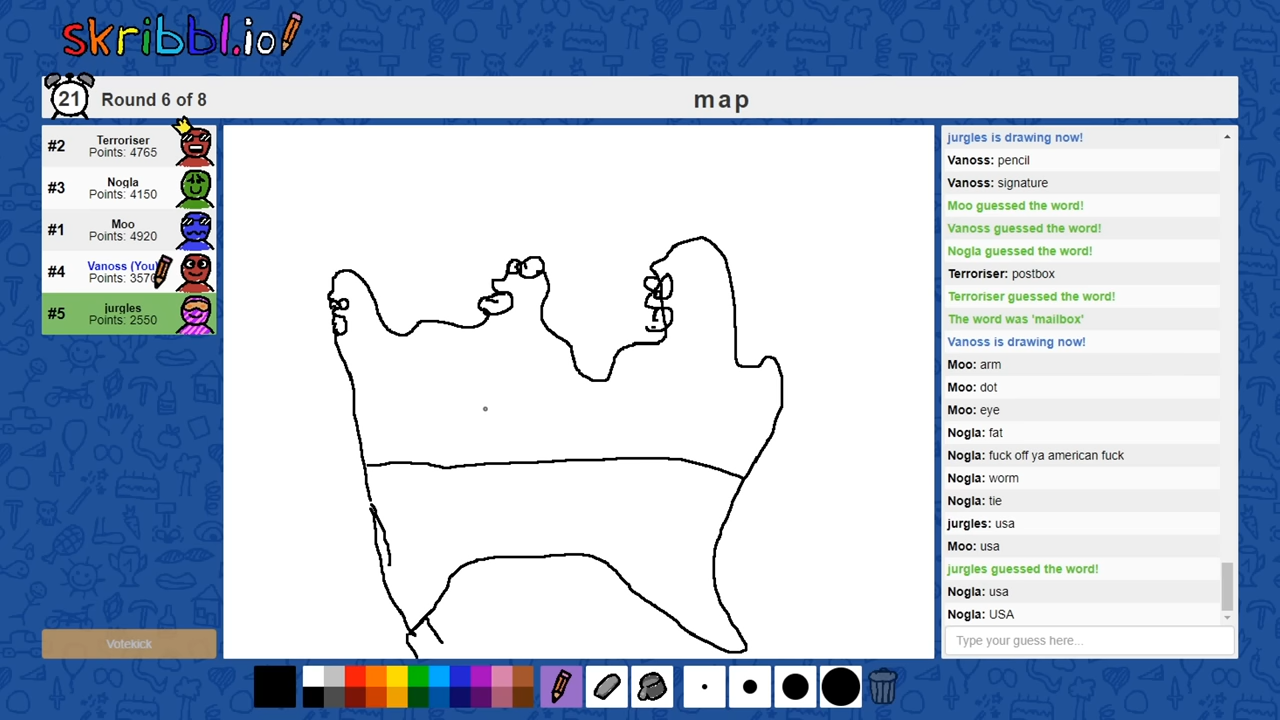 skribbl.io
21
Round 6 of 8
map
#2
Terroriser
Points: 4765
#3
Nogla
Points: 4150
#1
Moo
Points: 4920
#4
Vanoss (You)
Points: 3570
#5
jurgles
Points: 2550
Votekick
jurgles is drawing now!
Vanoss: pencil
Vanoss: signature
Moo guessed the word!
Vanoss guessed the word!
Nogla guessed the word!
Terroriser: postbox
Terroriser guessed the word!
The word was 'mailbox'
Vanoss is drawing now!
Moo: arm
Moo: dot
Moo: eye
Nogla: fat
Nogla: fuck off ya american fuck
Nogla: worm
Nogla: tie
jurgles: usa
Moo: usa
jurgles guessed the word!
Nogla: usa
Nogla: USA
Type your guess here...